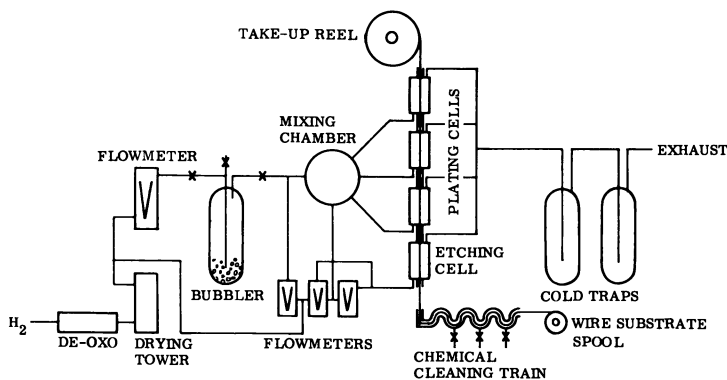 TAKE-UP REEL
MIXING
CHAMBER
PLATING CELLS
FLOWMETER
EXHAUST
BUBBLER
ETCHING
CELL
COLD TRAPS
H2
DE-OXO
DRYING
TOWER
FLOWMETERS
WIRE SUBSTRATE
SPOOL
CHEMICAL
CLEANING TRAIN